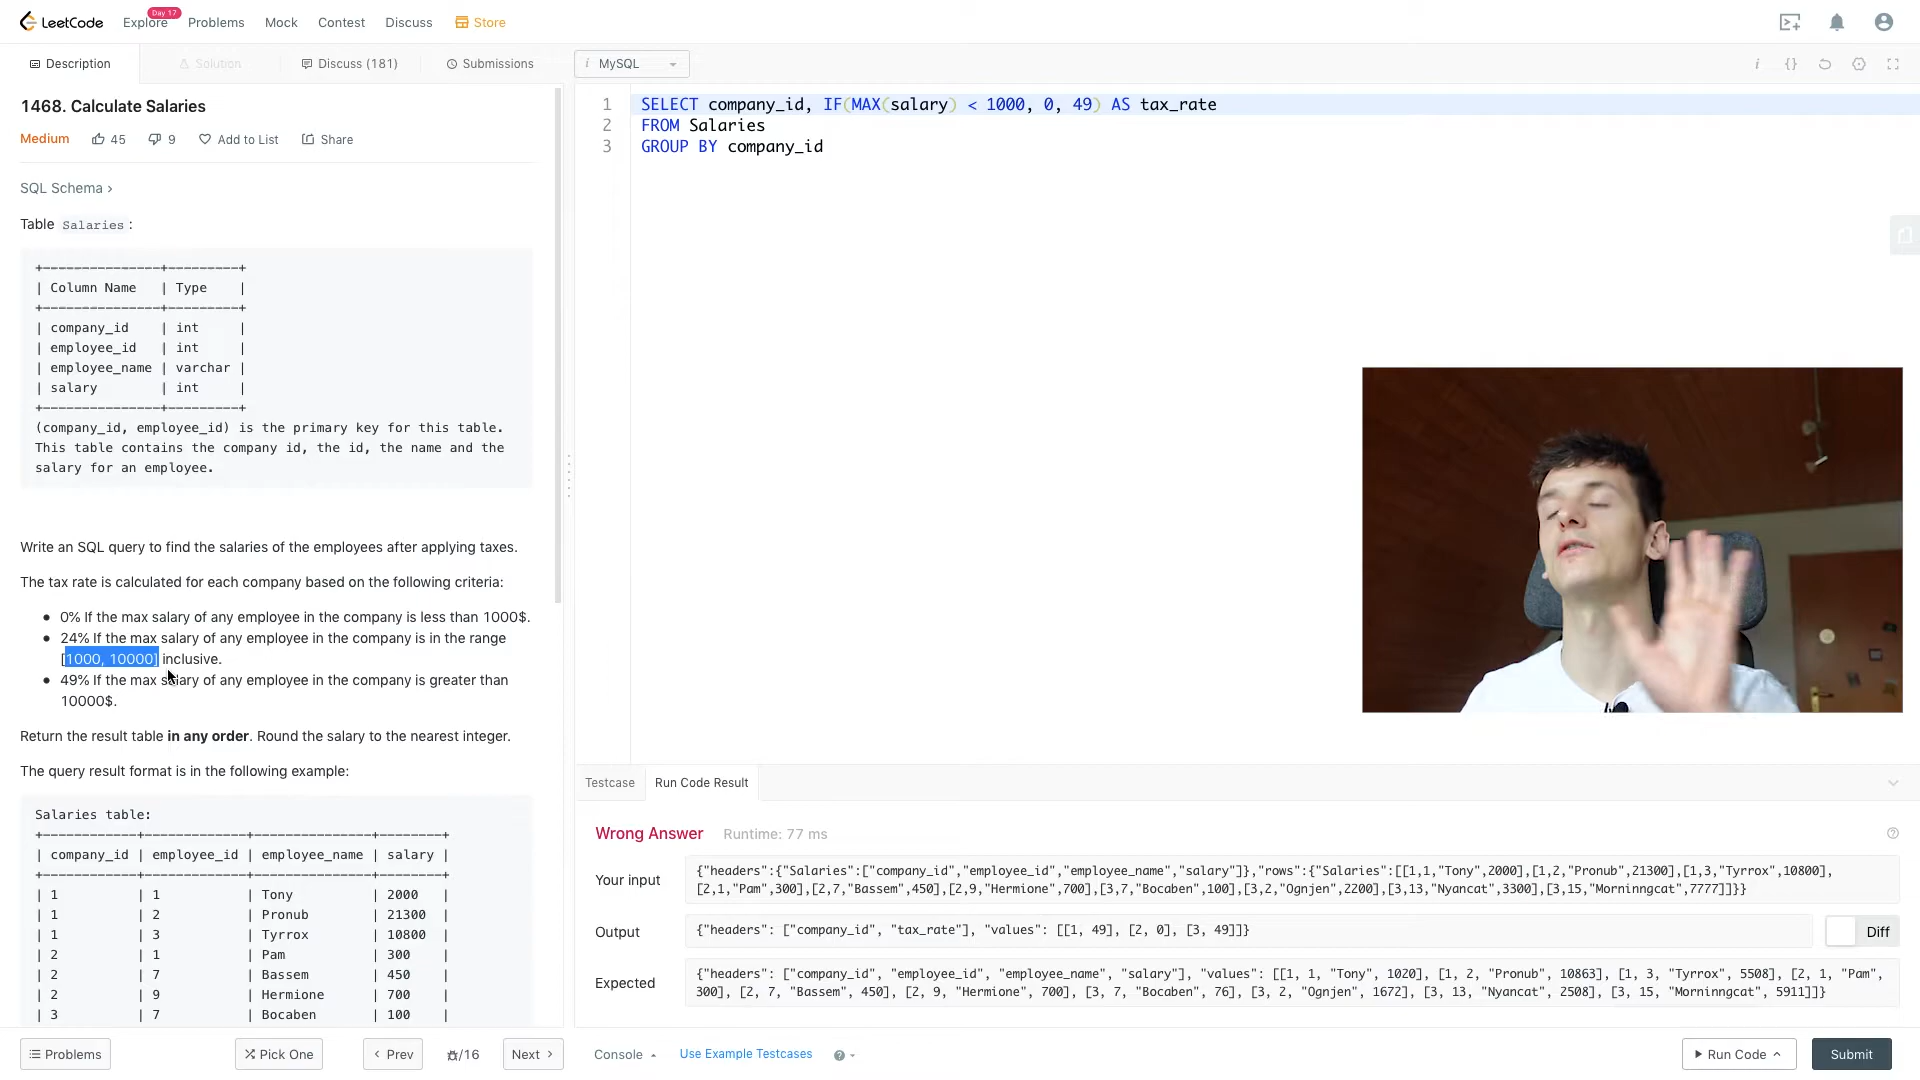 LeetCode
Explore
Day 17
Problems
Mock
Contest
Discuss
Store
Description
Solution
Discuss (181)
Submissions
i MySQL
1468. Calculate Salaries
Medium
45
9
Add to List
Share
SQL Schema >
Table Salaries :
+---------------+---------+
| Column Name   | Type    |
+---------------+---------+
| company_id    | int     |
| employee_id   | int     |
| employee_name | varchar |
| salary        | int     |
+---------------+---------+
(company_id, employee_id) is the primary key for this table.
This table contains the company id, the id, the name and the
salary for an employee.
Write an SQL query to find the salaries of the employees after applying taxes.
The tax rate is calculated for each company based on the following criteria:
• 0% If the max salary of any employee in the company is less than 1000$.
• 24% If the max salary of any employee in the company is in the range
[1000, 10000] inclusive.
• 49% If the max salary of any employee in the company is greater than
10000$.
Return the result table in any order. Round the salary to the nearest integer.
The query result format is in the following example:
Salaries table:
+------------+-------------+---------------+--------+
| company_id | employee_id | employee_name | salary |
+------------+-------------+---------------+--------+
| 1          | 1           | Tony          | 2000   |
| 1          | 2           | Pronub        | 21300  |
| 1          | 3           | Tyrrox        | 10800  |
| 2          | 1           | Pam           | 300    |
| 2          | 7           | Bassem        | 450    |
| 2          | 9           | Hermione      | 700    |
| 3          | 7           | Bocaben       | 100    |
1 SELECT company_id, IF(MAX(salary) < 1000, 0, 49) AS tax_rate
2 FROM Salaries
3 GROUP BY company_id
Testcase
Run Code Result
Wrong Answer
Runtime: 77 ms
Your input
{"headers":{"Salaries":["company_id","employee_id","employee_name","salary"]},"rows":{"Salaries":[[1,1,"Tony",2000],[1,2,"Pronub",21300],[1,3,"Tyrrox",10800],
[2,1,"Pam",300],[2,7,"Bassem",450],[2,9,"Hermione",700],[3,7,"Bocaben",100],[3,2,"Ognjen",2200],[3,13,"Nyancat",3300],[3,15,"Morninngcat",7777]]}}
Output
{"headers": ["company_id", "tax_rate"], "values": [[1, 49], [2, 0], [3, 49]]}
Diff
Expected
{"headers": ["company_id", "employee_id", "employee_name", "salary"], "values": [[1, 1, "Tony", 1020], [1, 2, "Pronub", 10863], [1, 3, "Tyrrox", 5508], [2, 1, "Pam",
300], [2, 7, "Bassem", 450], [2, 9, "Hermione", 700], [3, 7, "Bocaben", 76], [3, 2, "Ognjen", 1672], [3, 13, "Nyancat", 2508], [3, 15, "Morninngcat", 5911]]}
Problems
Pick One
< Prev
/16
Next >
Console
Use Example Testcases
Run Code
Submit